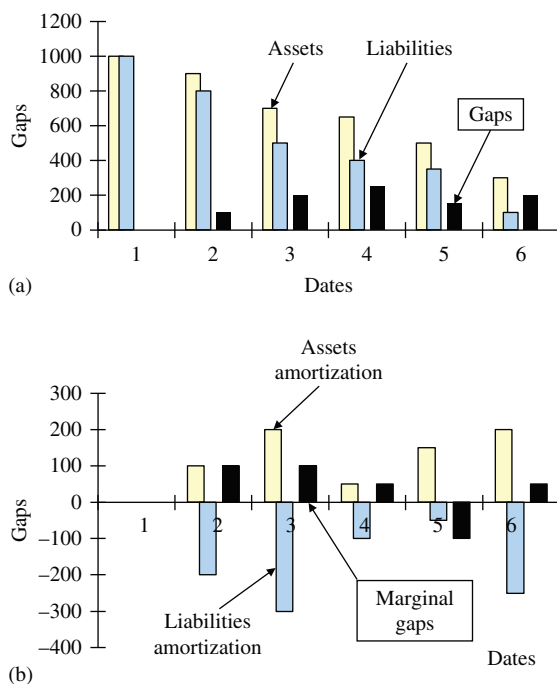 1200
1000
800
600
400
200
0
Gaps
Assets
Liabilities
Gaps
1 2 3 4 5 6
(a)
Dates
300
200
100
0
−100
−200
−300
−400
Gaps
Assets
amortization
1 2 3 4 5 6
Liabilities
amortization
Marginal
gaps
Dates
(b)